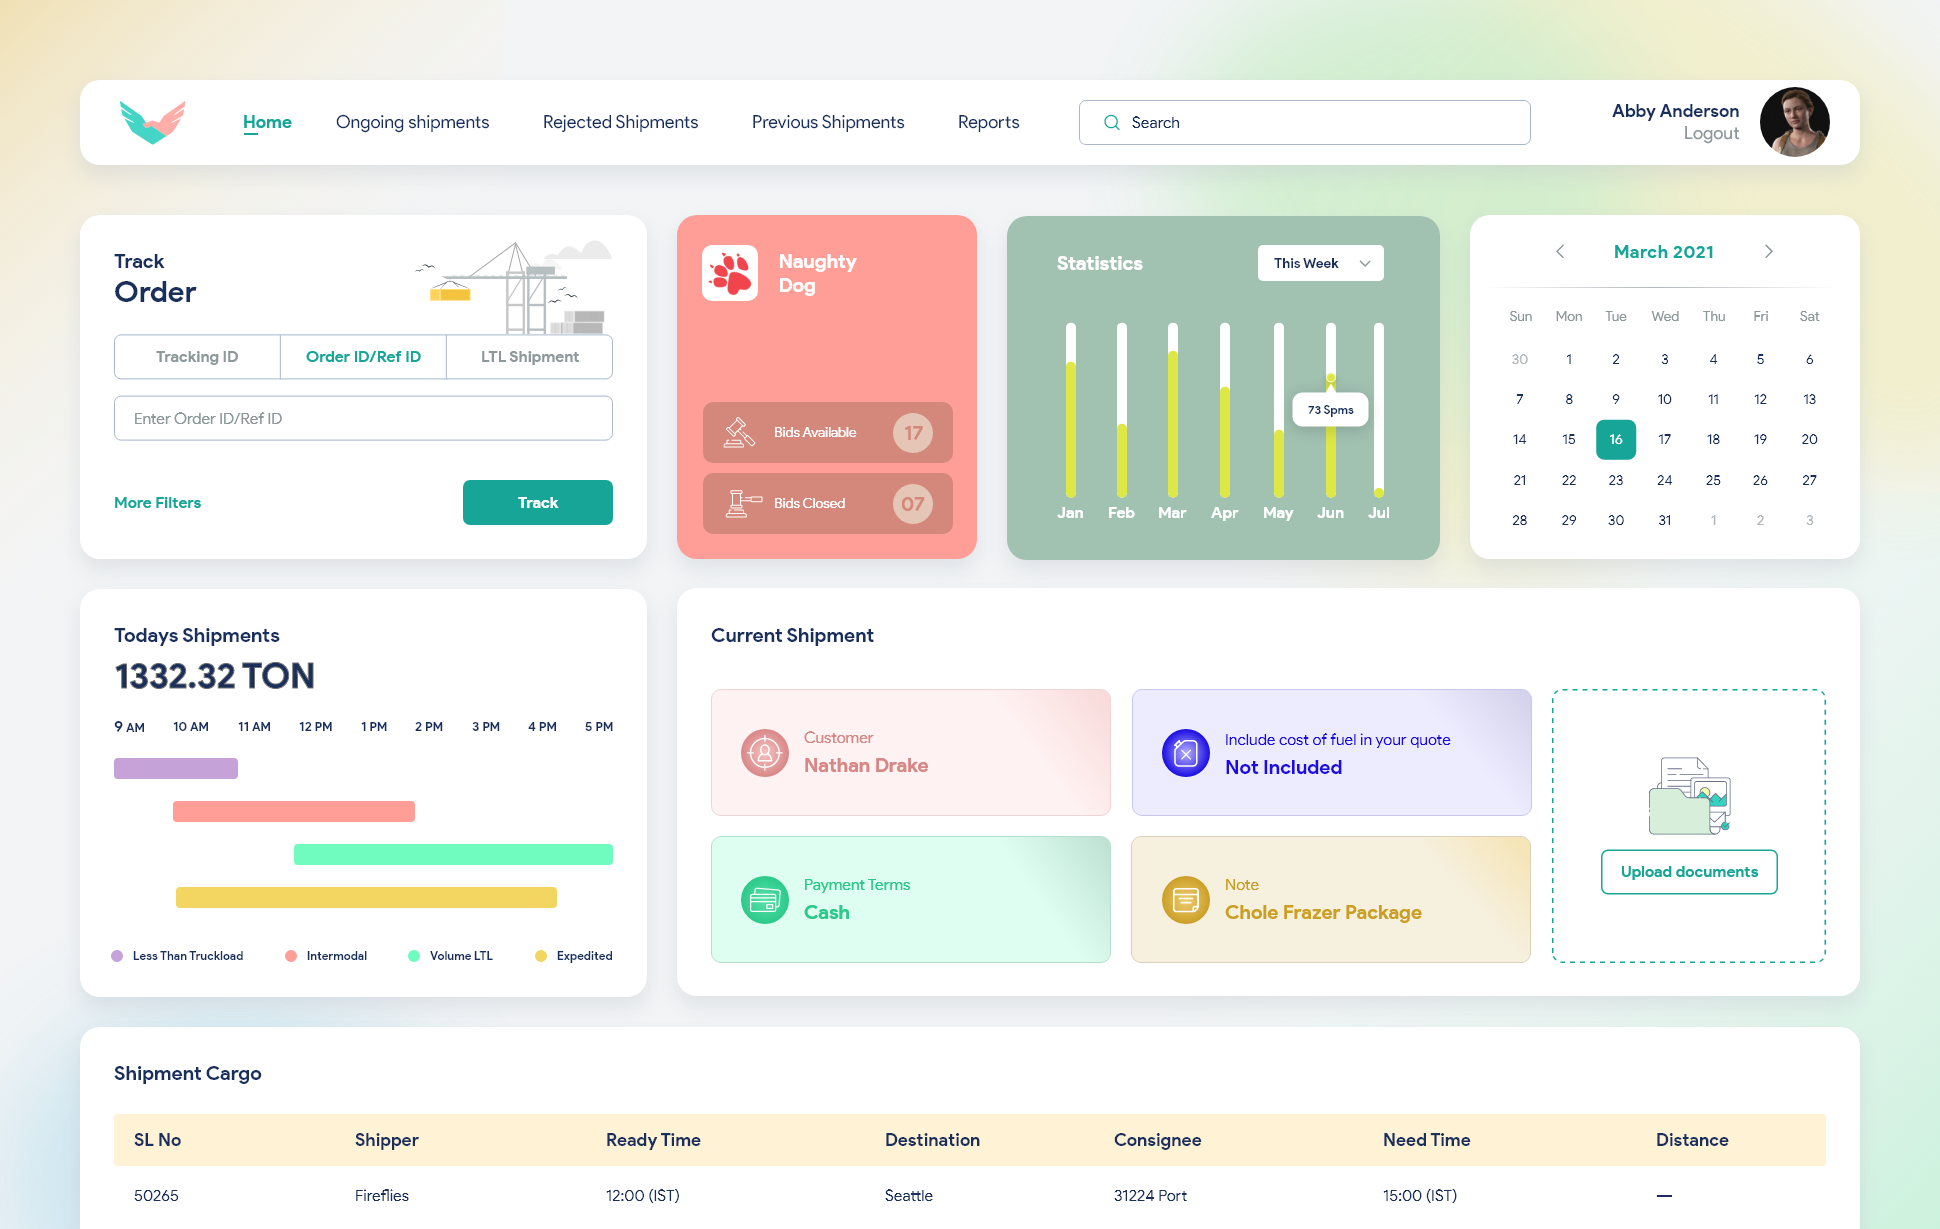 Home
Ongoing shipments
Rejected Shipments
Previous Shipments
Reports
Search
Abby Anderson
Logout
Track
Order
Tracking ID
Order ID/Ref ID
LTL Shipment
Enter Order ID/Ref ID
More Filters
Track
Naughty
Dog
Bids Available
17
Bids Closed
07
Statistics
This Week
73 Spms
Jan Feb Mar Apr May Jun Jul
March 2021
Sun Mon Tue Wed Thu Fri Sat
30 1 2 3 4 5 6
7 8 9 10 11 12 13
14 15 16 17 18 19 20
21 22 23 24 25 26 27
28 29 30 31 1 2 3
Todays Shipments
1332.32 TON
9 AM 10 AM 11 AM 12 PM 1 PM 2 PM 3 PM 4 PM 5 PM
Less Than Truckload
Intermodal
Volume LTL
Expedited
Current Shipment
Customer
Nathan Drake
Include cost of fuel in your quote
Not Included
Payment Terms
Cash
Note
Chole Frazer Package
Upload documents
Shipment Cargo
SL No Shipper Ready Time Destination Consignee Need Time Distance
50265 Fireflies 12:00 (IST) Seattle 31224 Port 15:00 (IST) —